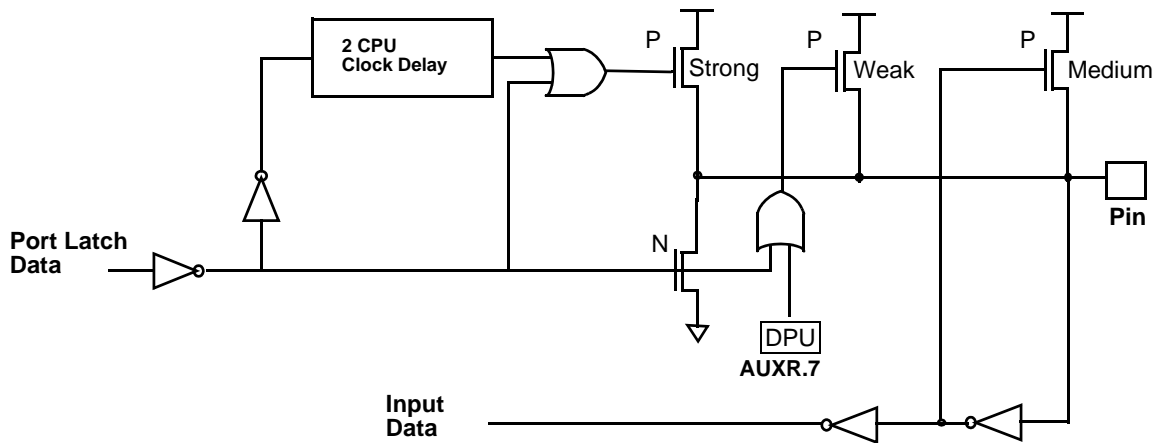 2 CPU
Clock Delay
P
Strong
P
Weak
P
Medium
Pin
Port Latch
Data
N
DPU
AUXR.7
Input
Data